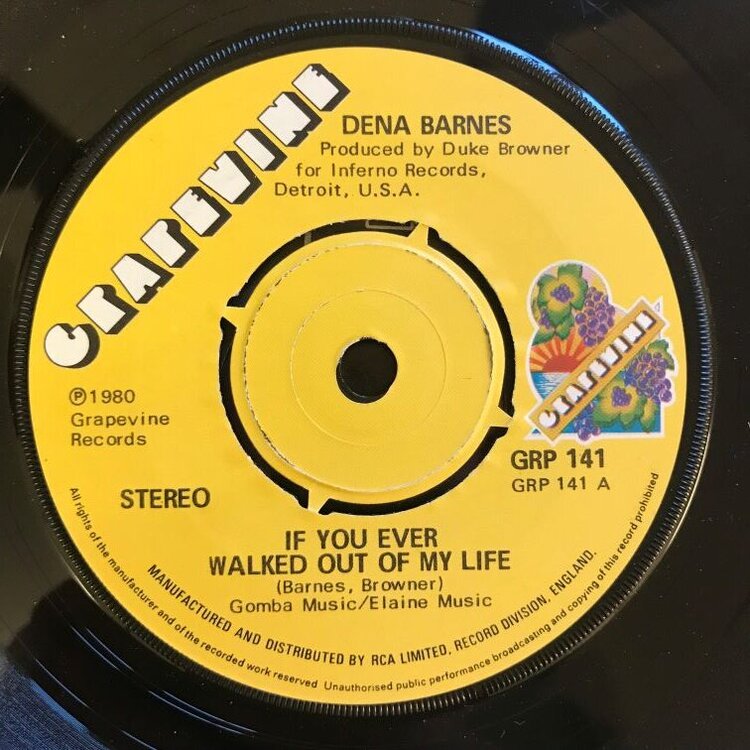 GRAPEVINE
DENA BARNES
Produced by Duke Browner
for Inferno Records,
Detroit, U.S.A.
GRAPEVINE
℗1980
Grapevine
Records
GRP 141
GRP 141 A
STEREO
IF YOU EVER
WALKED OUT OF MY LIFE
(Barnes, Browner)
Gomba Music/Elaine Music
MANUFACTURED AND DISTRIBUTED BY RCA LIMITED, RECORD DIVISION, ENGLAND.
All rights of the manufacturer and of the recorded work reserved Unauthorised public performance broadcasting and copying of this record prohibited